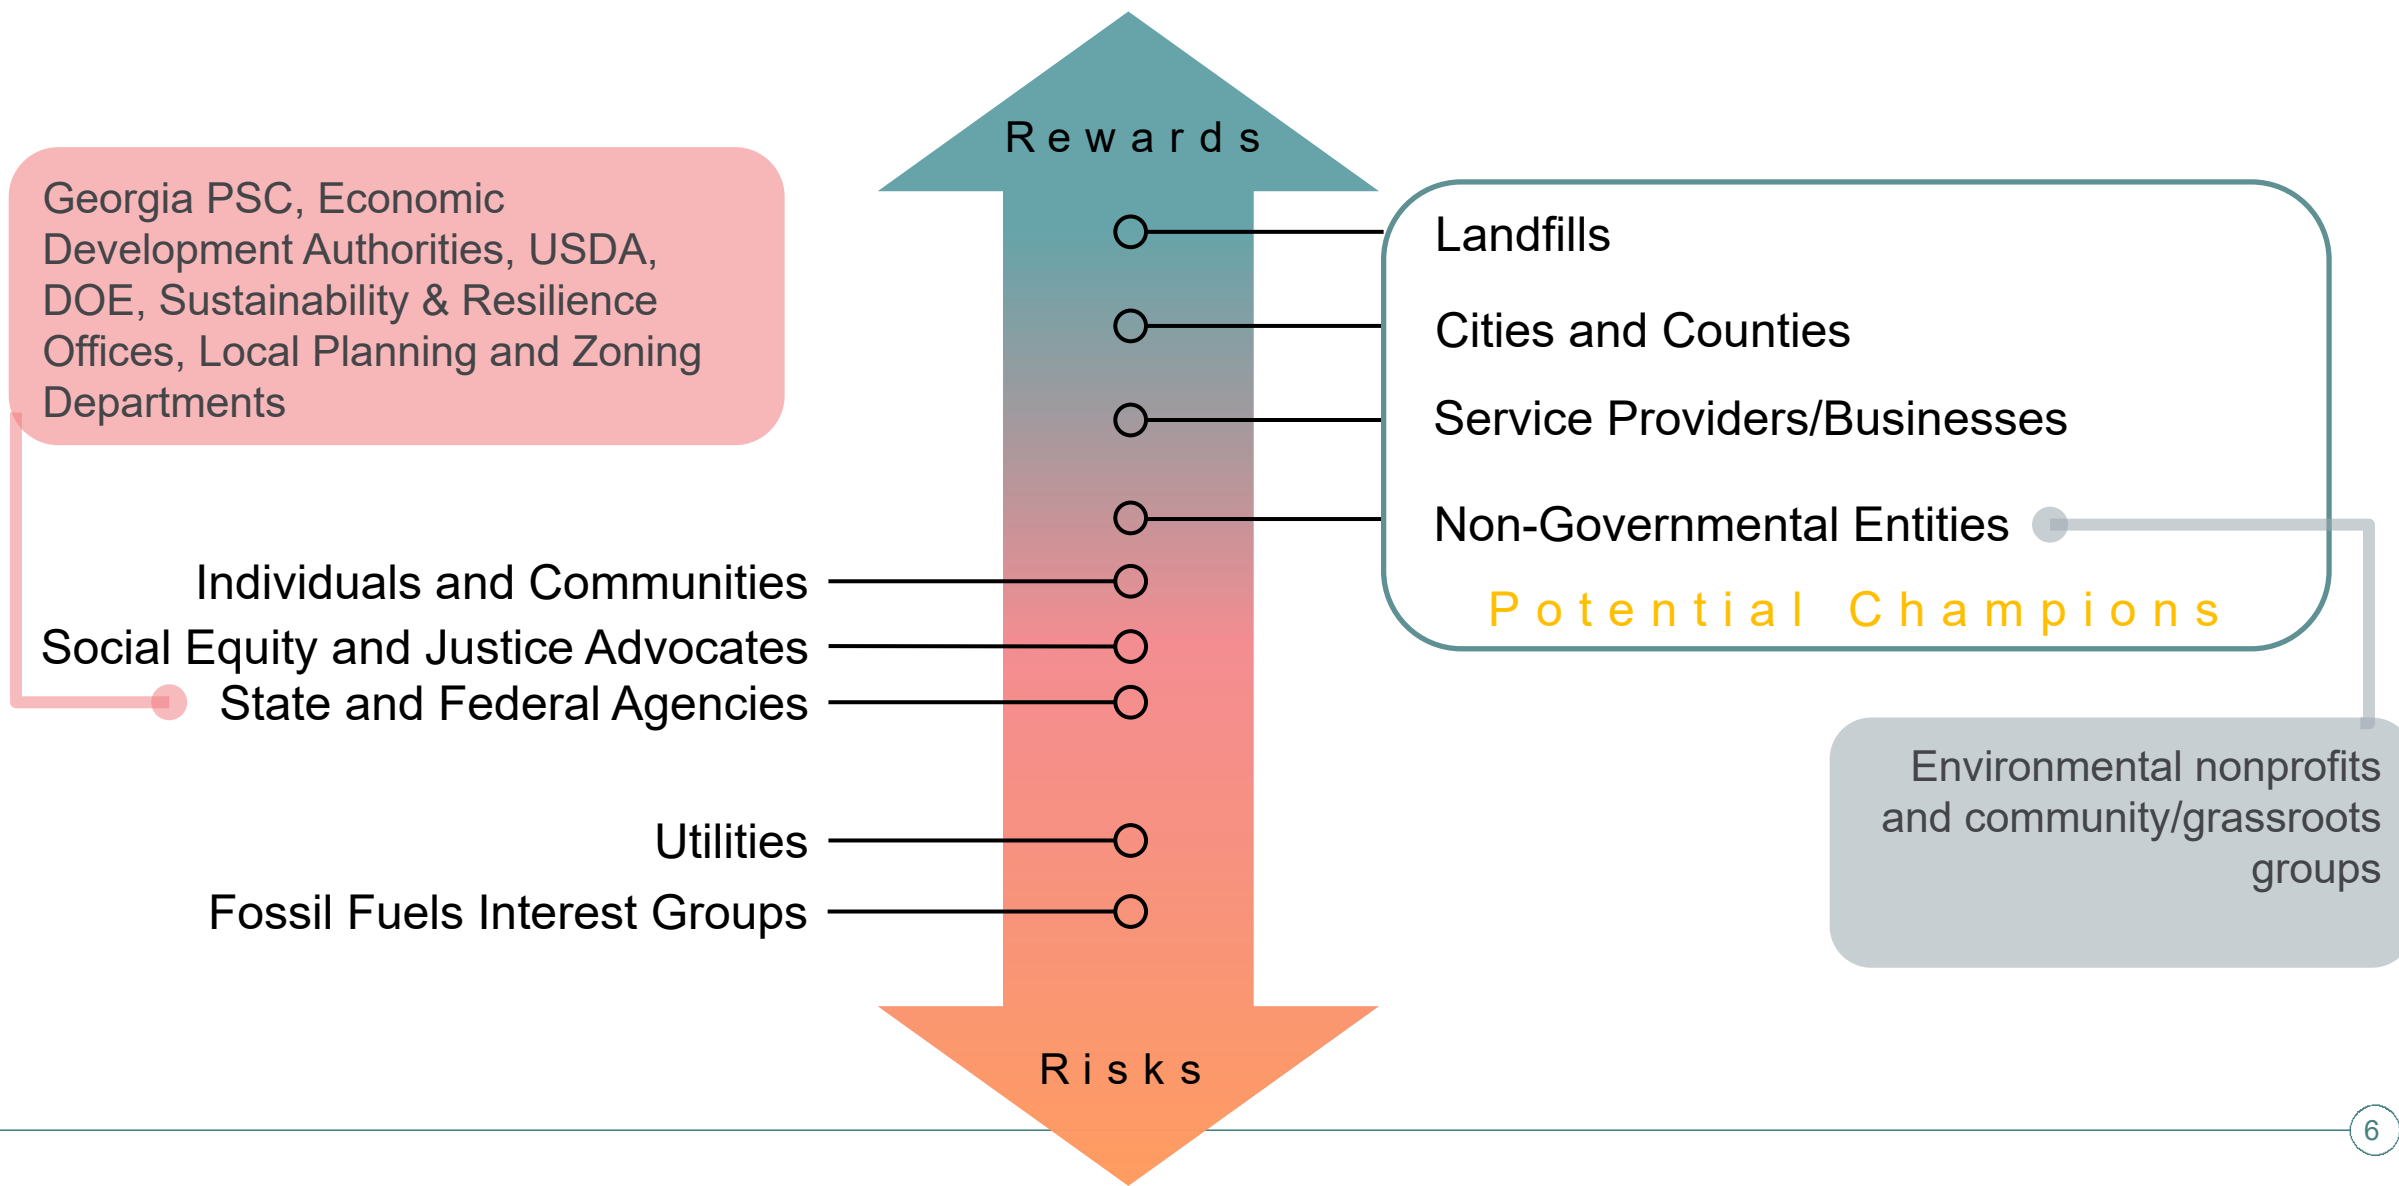 Rewards
Georgia PSC, Economic
Development Authorities, USDA,
DOE, Sustainability & Resilience
Offices, Local Planning and Zoning
Departments
Landfills
Cities and Counties
Service Providers/Businesses
Non-Governmental Entities
Potential Champions
Individuals and Communities
Social Equity and Justice Advocates
State and Federal Agencies
Utilities
Fossil Fuels Interest Groups
Environmental nonprofits
and community/grassroots
groups
Risks
6